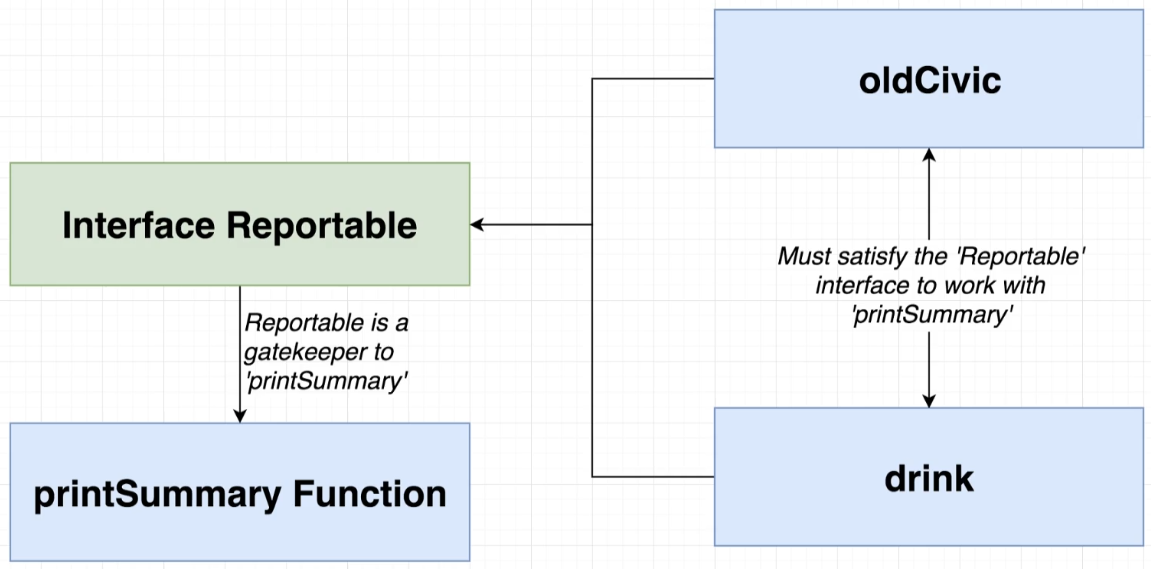 oldCivic
Interface Reportable
Must satisfy the 'Reportable'
interface to work with
'printSummary'
Reportable is a
gatekeeper to
'printSummary'
printSummary Function
drink